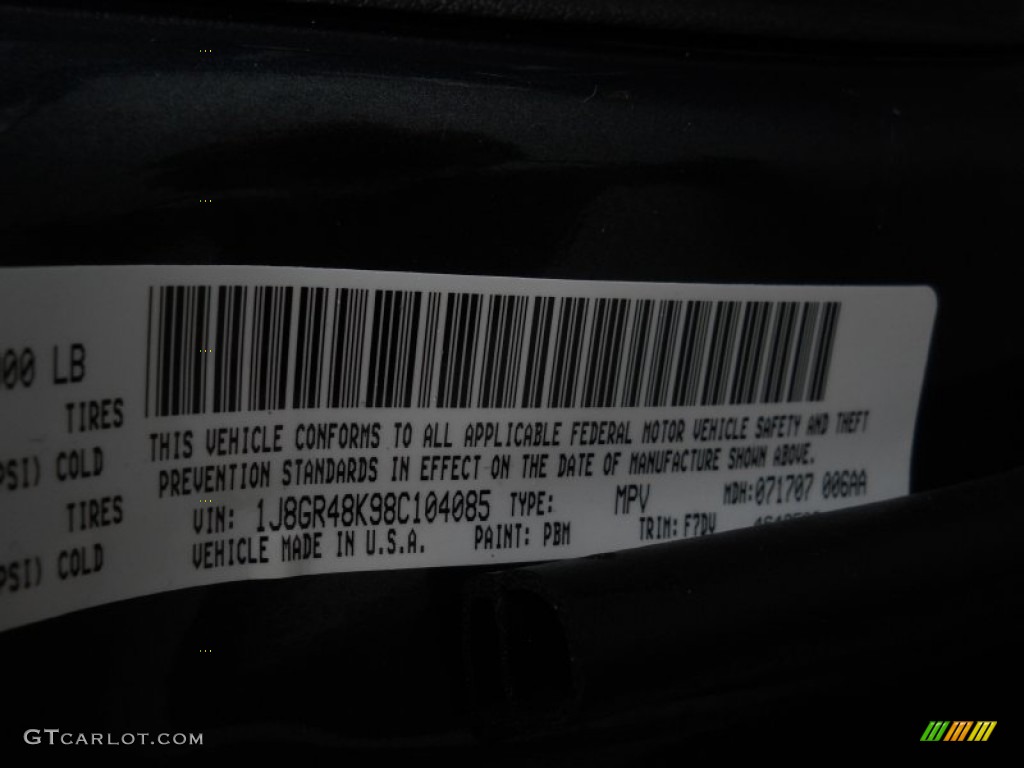 00 LB
TIRES
PSI) COLD
TIRES
PSI) COLD
THIS VEHICLE CONFORMS TO ALL APPLICABLE FEDERAL MOTOR VEHICLE SAFETY AND THEFT
PREVENTION STANDARDS IN EFFECT ON THE DATE OF MANUFACTURE SHOWN ABOVE.
VIN: 1J8GR48K98C104085 TYPE: MPV MDH:071707 006AA
VEHICLE MADE IN U.S.A. PAINT: PBM TRIM: F7DV
GTCARLOT.COM